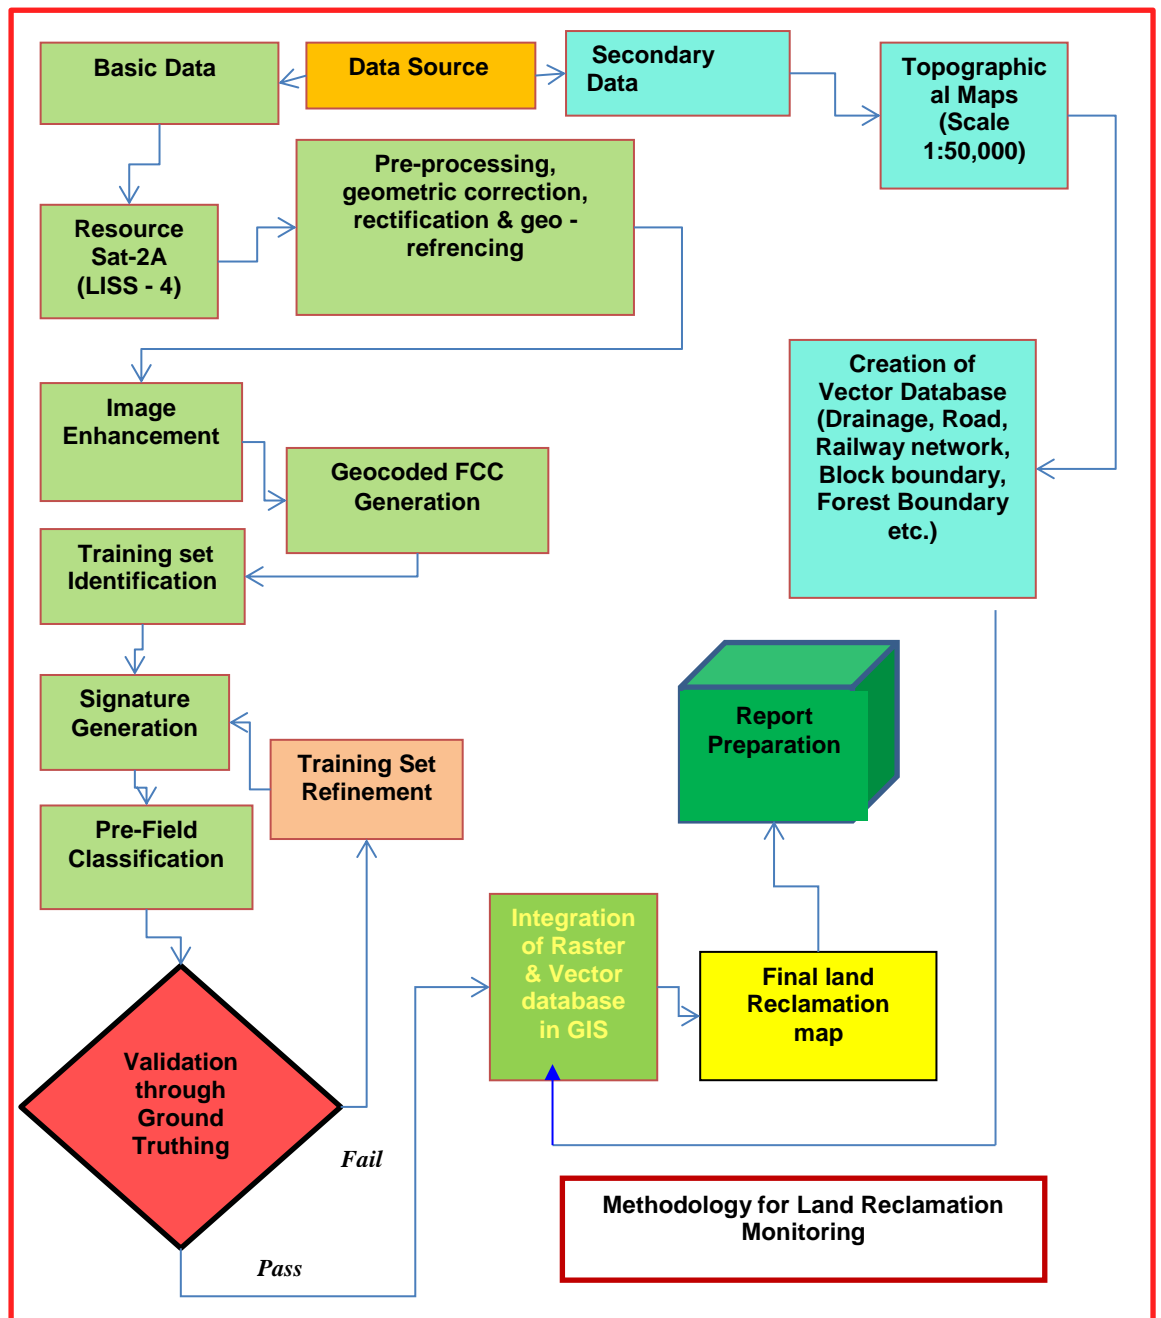 Basic Data
Data Source
Secondary
Data
Topographic
al Maps
(Scale
1:50,000)
Resource
Sat-2A
(LISS - 4)
Pre-processing,
geometric correction,
rectification & geo -
refrencing
Image
Enhancement
Geocoded FCC
Generation
Creation of
Vector Database
(Drainage, Road,
Railway network,
Block boundary,
Forest Boundary
etc.)
Training set
Identification
Signature
Generation
Training Set
Refinement
Pre-Field
Classification
Report
Preparation
Integration
of Raster
& Vector
database
in GIS
Final land
Reclamation
map
Validation
through
Ground
Truthing
Fail
Pass
Methodology for Land Reclamation
Monitoring